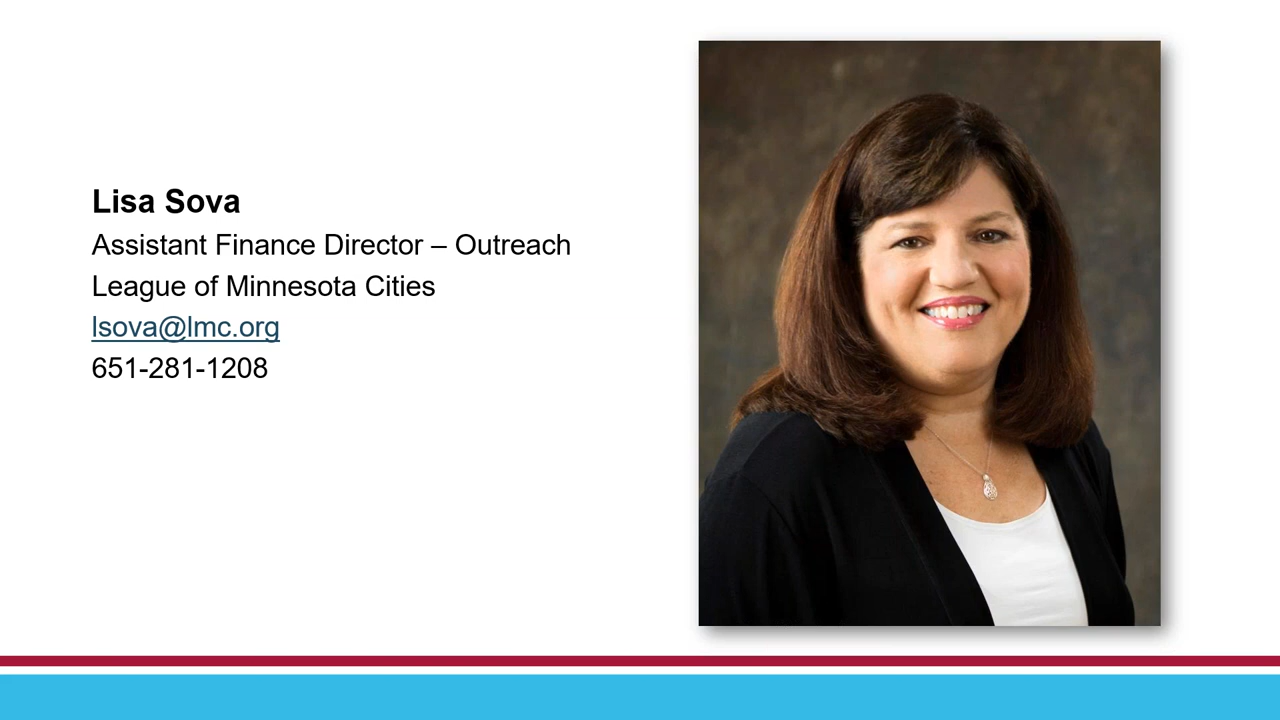 Lisa Sova
Assistant Finance Director – Outreach
League of Minnesota Cities
lsova@lmc.org
651-281-1208